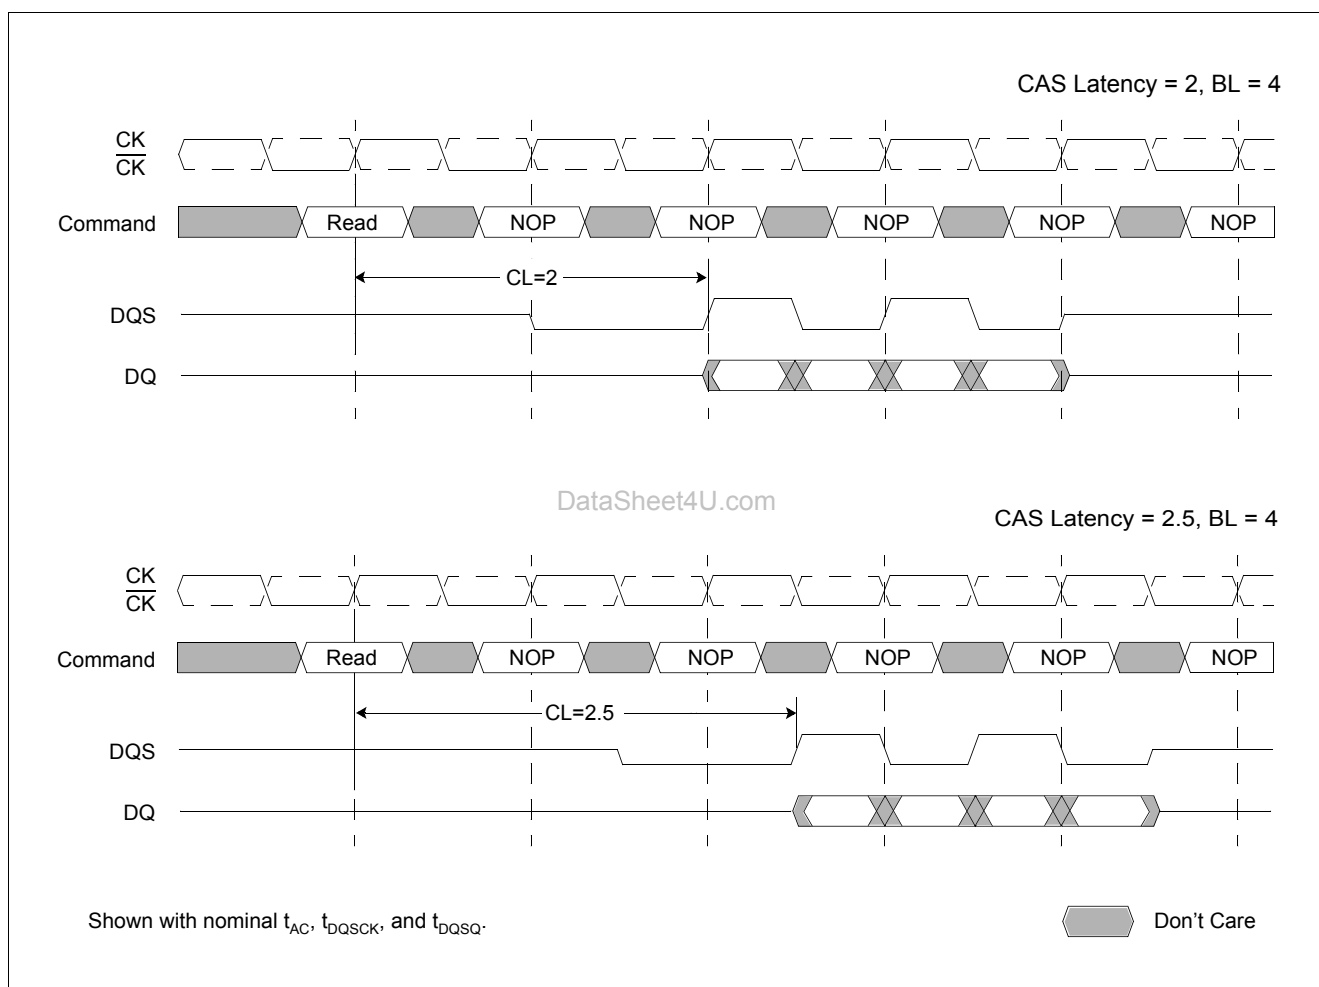 CAS Latency = 2, BL = 4
CK
CK
Command
Read
NOP
NOP
NOP
NOP
NOP
CL=2
DQS
DQ
DataSheet4U.com
CAS Latency = 2.5, BL = 4
CK
CK
Command
Read
NOP
NOP
NOP
NOP
NOP
CL=2.5
DQS
DQ
Shown with nominal tAC, tDQSCK, and tDQSQ.
Don't Care